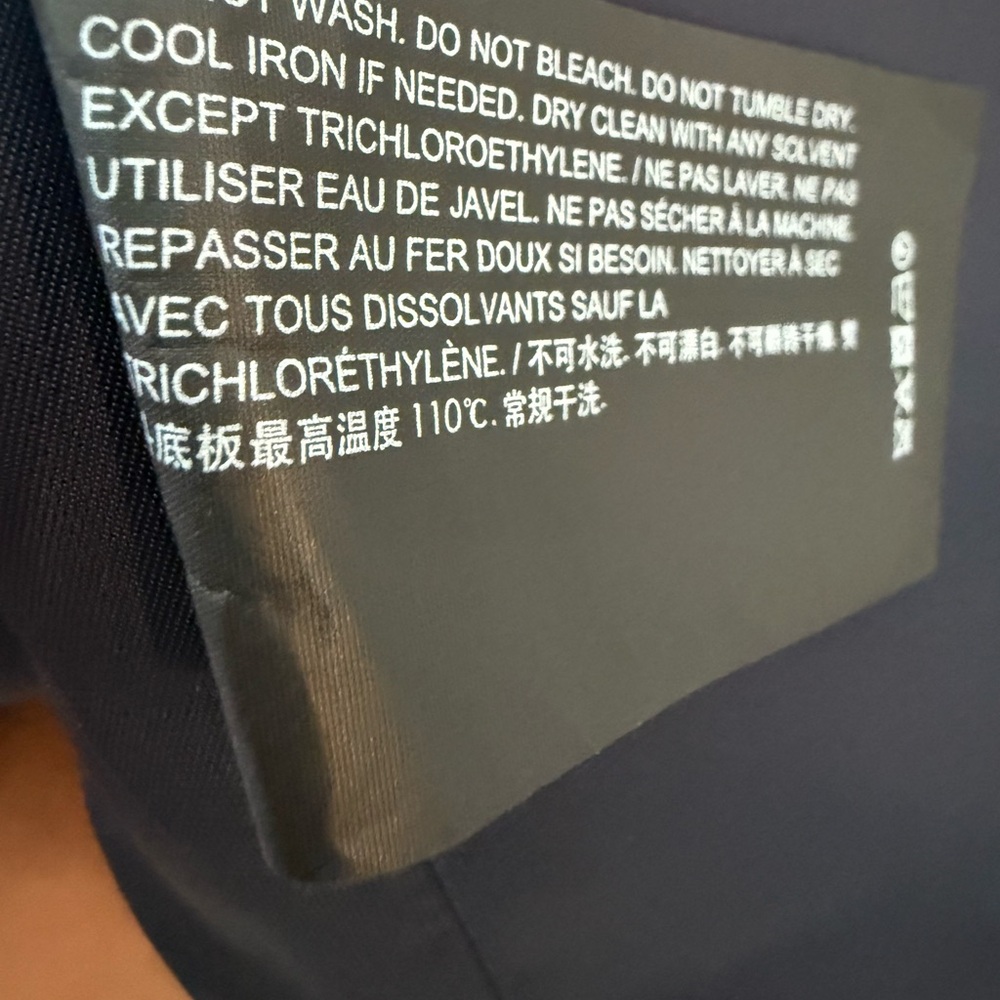 NOT WASH. DO NOT BLEACH. DO NOT TUMBLE DRY.
COOL IRON IF NEEDED. DRY CLEAN WITH ANY SOLVENT
EXCEPT TRICHLOROETHYLENE. / NE PAS LAVER. NE PAS
UTILISER EAU DE JAVEL. NE PAS SÉCHER À LA MACHINE.
REPASSER AU FER DOUX SI BESOIN. NETTOYER À SEC
AVEC TOUS DISSOLVANTS SAUF LA
TRICHLORÉTHYLÈNE. / 不可水洗. 不可漂白. 不可翻转干燥. 熨
斗底板最高温度 110℃. 常规干洗.